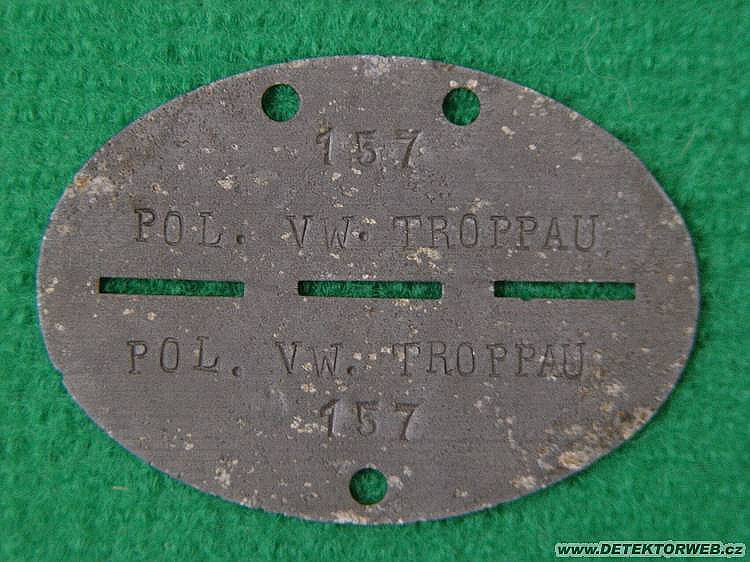 157
POL. VW. TROPPAU
POL. VW. TROPPAU
157
www.DETEKTORWEB.cz